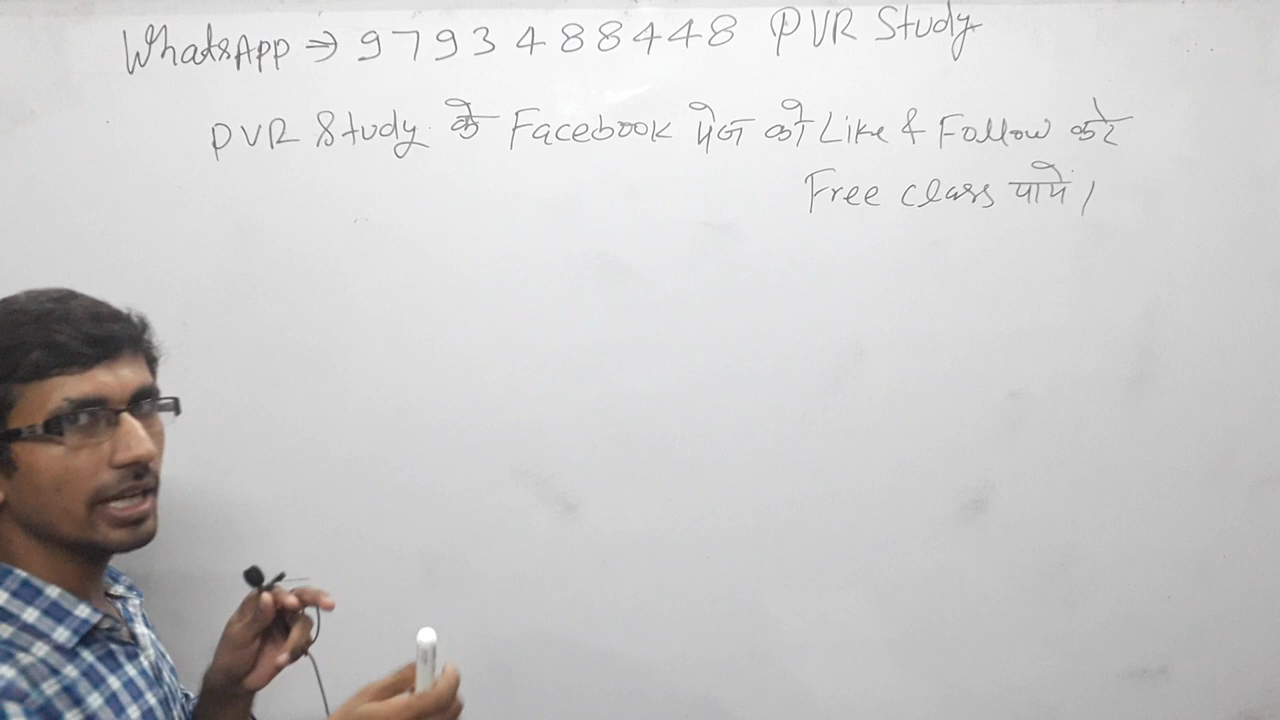 WhatsApp ⇒ 9793488448 PVR Study
PVR Study के Facebook पेज को Like & Follow करें
Free class पायें।